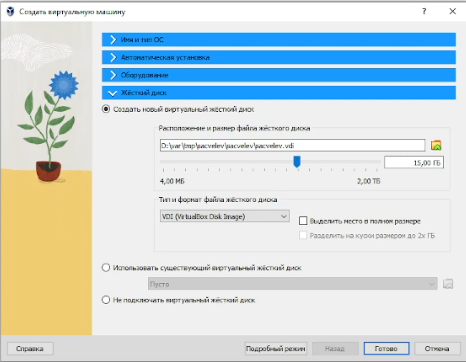 Создать виртуальную машину
Имя и тип ОС
Автоматическая установка
Оборудование
Жёсткий диск
Создать новый виртуальный жёсткий диск
Расположение и размер файла жёсткого диска
D:\var\tmp\pacvelev\pacvelev\pacvelev.vdi
15,00 ГБ
4,00 МБ
2,00 ТБ
Тип и формат файла жёсткого диска
VDI (VirtualBox Disk Image)
Выделить место в полном размере
Разделить на куски размером до 2х ГБ
Использовать существующий виртуальный жёсткий диск
Пусто
Не подключать виртуальный жёсткий диск
Справка
Подробный режим
Назад
Готово
Отмена